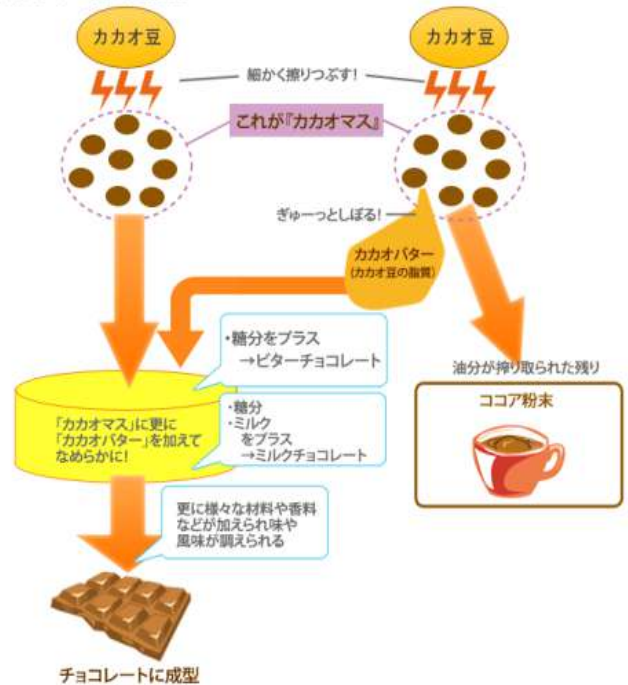 カカオ豆
カカオ豆
細かく擦りつぶす!
これが『カカオマス』
ぎゅーっとしぼる!
カカオバター
(カカオ豆の脂質)
・糖分をプラス
→ビターチョコレート
油分が搾り取られた残り
ココア粉末
「カカオマス」に更に
「カカオバター」を加えて
なめらかに!
・糖分
・ミルク
をプラス
→ミルクチョコレート
更に様々な材料や香料
などが加えられ味や
風味が調えられる
チョコレートに成型